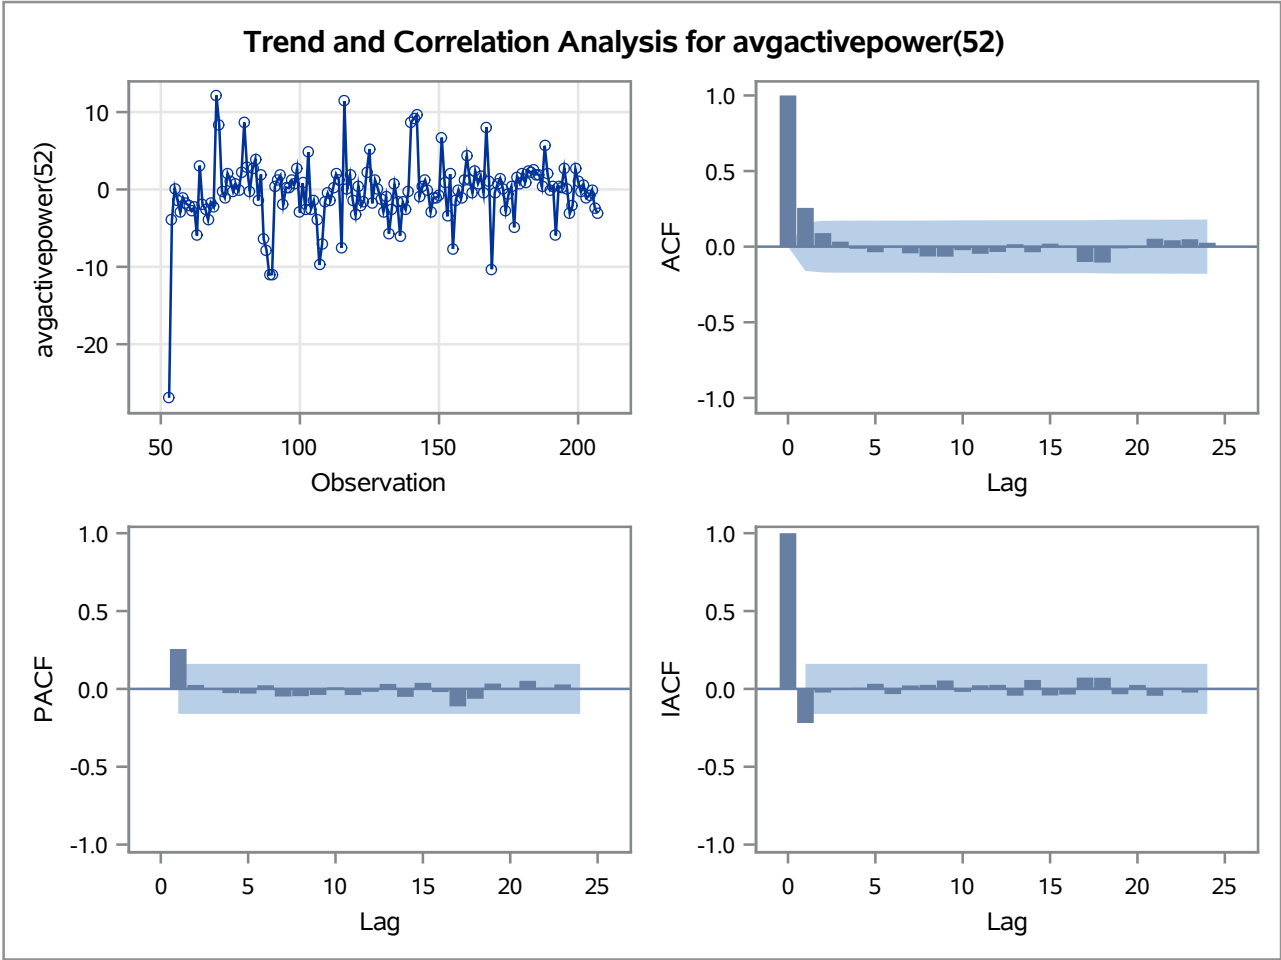 Trend and Correlation Analysis for avgactivepower(52)
avgactivepower(52)
10
0
-10
-20
50 100 150 200
Observation
ACF
1.0
0.5
0.0
-0.5
-1.0
0 5 10 15 20 25
Lag
PACF
1.0
0.5
0.0
-0.5
-1.0
0 5 10 15 20 25
Lag
IACF
1.0
0.5
0.0
-0.5
-1.0
0 5 10 15 20 25
Lag